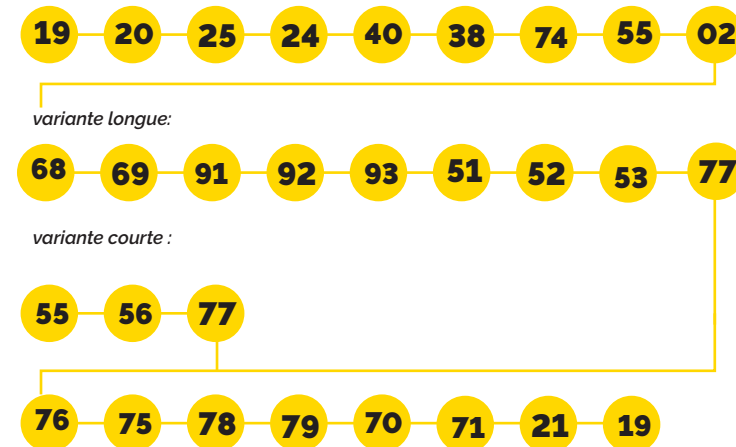 19 20 25 24 40 38 74 55 02
variante longue:
68 69 91 92 93 51 52 53 77
variante courte :
55 56 77
76 75 78 79 70 71 21 19